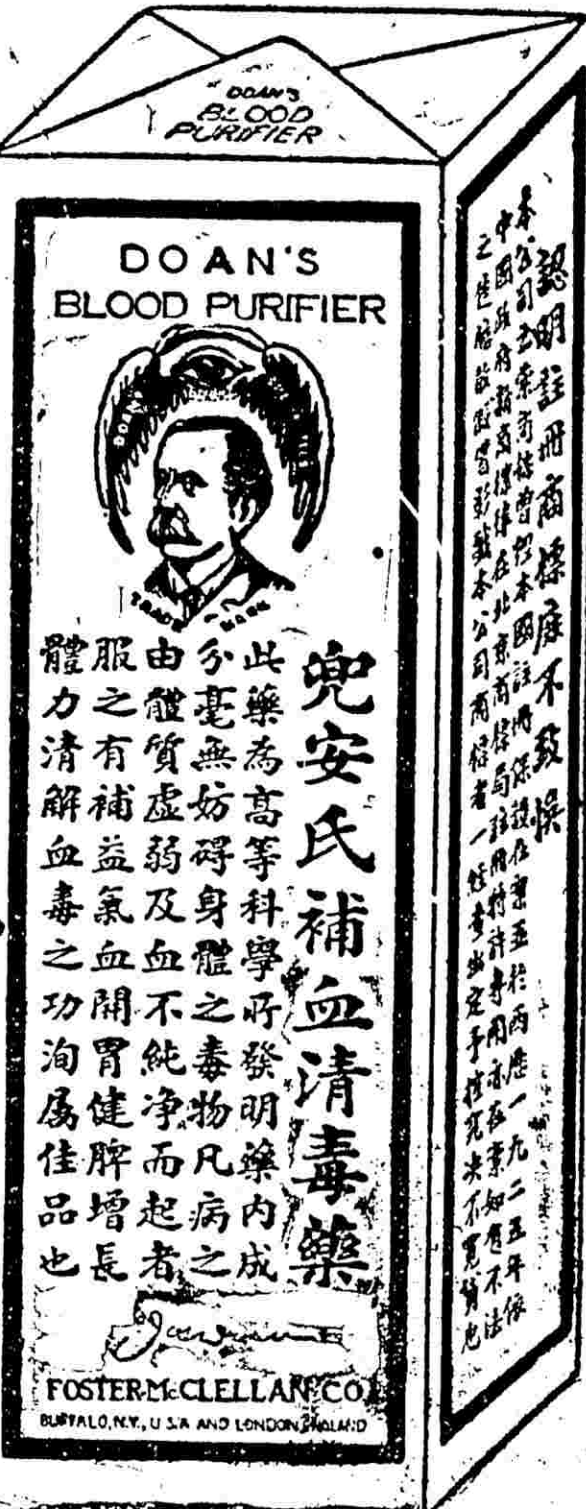 DOAN'S
BLOOD
PURIFIER
DOAN'S
BLOOD PURIFIER
TRADE MARK
兜安氏補血清毒藥
此藥為高等科學所發明藥內成
分毫無妨碍身體之毒物凡病之
由體質虛弱及血不純净而起者
服之有補益氣血開胃健脾增長
體力清解血毒之功洵屬佳品也
FOSTER-McCLELLAN CO.
BUFFALO, N.Y., U.S.A AND LONDON, ENGLAND
認明註冊商標庶不致悞
本公司商標曾經本國註冊在案並於西歷一九二五年依
中國政府新商標律在北京商標局註冊特許專用亦在案如有不法
之徒膽敢假冒影戤本公司商標者一經查出定予控究决不寬貸也